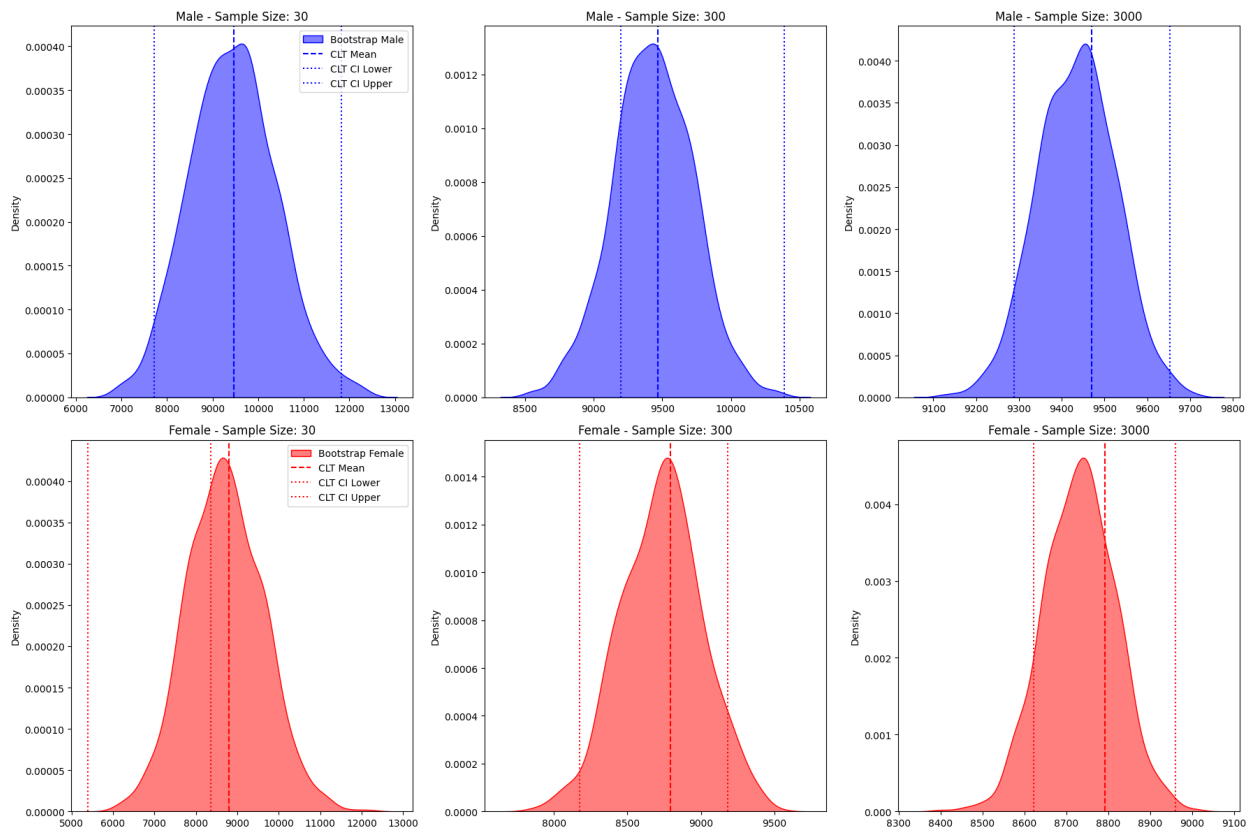 Male - Sample Size: 30
Density
0.00040
0.00035
0.00030
0.00025
0.00020
0.00015
0.00010
0.00005
0.00000
6000 7000 8000 9000 10000 11000 12000 13000
Bootstrap Male
CLT Mean
CLT CI Lower
CLT CI Upper
Male - Sample Size: 300
Density
0.0012
0.0010
0.0008
0.0006
0.0004
0.0002
0.0000
8500 9000 9500 10000 10500
Male - Sample Size: 3000
Density
0.0040
0.0035
0.0030
0.0025
0.0020
0.0015
0.0010
0.0005
0.0000
9100 9200 9300 9400 9500 9600 9700 9800
Female - Sample Size: 30
Density
0.00040
0.00035
0.00030
0.00025
0.00020
0.00015
0.00010
0.00005
0.00000
5000 6000 7000 8000 9000 10000 11000 12000 13000
Bootstrap Female
CLT Mean
CLT CI Lower
CLT CI Upper
Female - Sample Size: 300
Density
0.0014
0.0012
0.0010
0.0008
0.0006
0.0004
0.0002
0.0000
8000 8500 9000 9500
Female - Sample Size: 3000
Density
0.004
0.003
0.002
0.001
0.000
8300 8400 8500 8600 8700 8800 8900 9000 9100